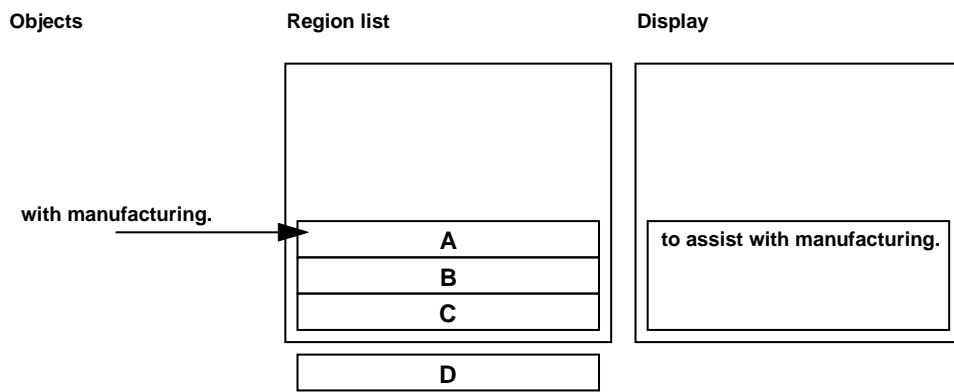 Objects
Region list
Display
with manufacturing.
A
B
C
D
to assist with manufacturing.